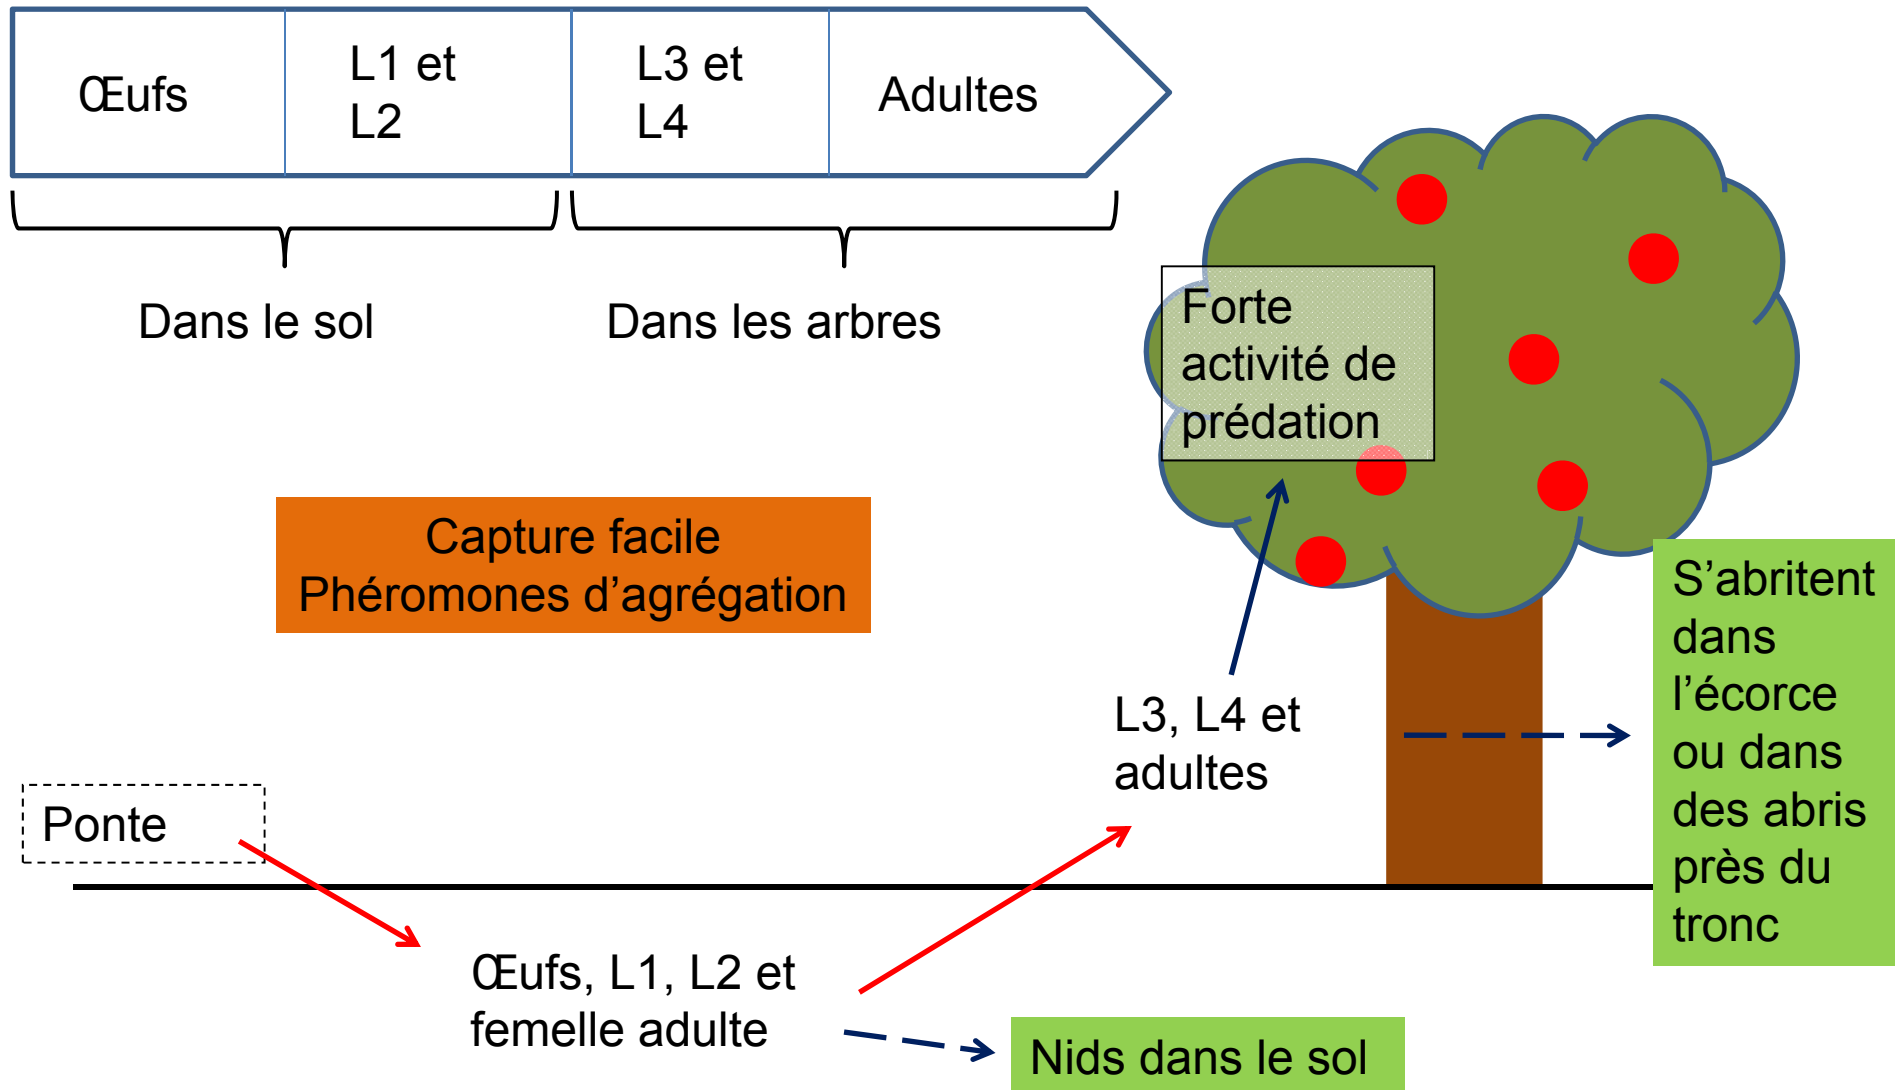 Œufs
L1 et
L2
L3 et
L4
Adultes
Dans le sol
Dans les arbres
Forte
activité de
prédation
Capture facile
Phéromones d’agrégation
S’abritent
dans
l’écorce
ou dans
des abris
près du
tronc
L3, L4 et
adultes
Ponte
Œufs, L1, L2 et
femelle adulte
Nids dans le sol